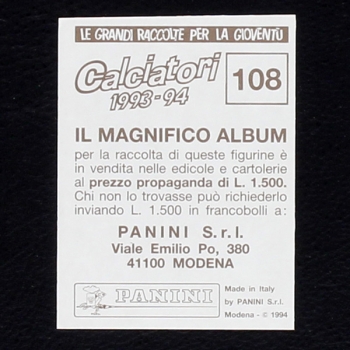 LE GRANDI RACCOLTE PER LA GIOVENTÙ
Calciatori
1993-94
108
IL MAGNIFICO ALBUM
per la raccolta di queste figurine è
in vendita nelle edicole e cartolerie
al prezzo propaganda di L. 1.500.
Chi non lo trovasse può richiederlo
inviando L. 1.500 in francobolli a:
PANINI S.r.l.
Viale Emilio Po, 380
41100 MODENA
PANINI
Made in Italy
by PANINI S.r.l.
Modena - © 1994